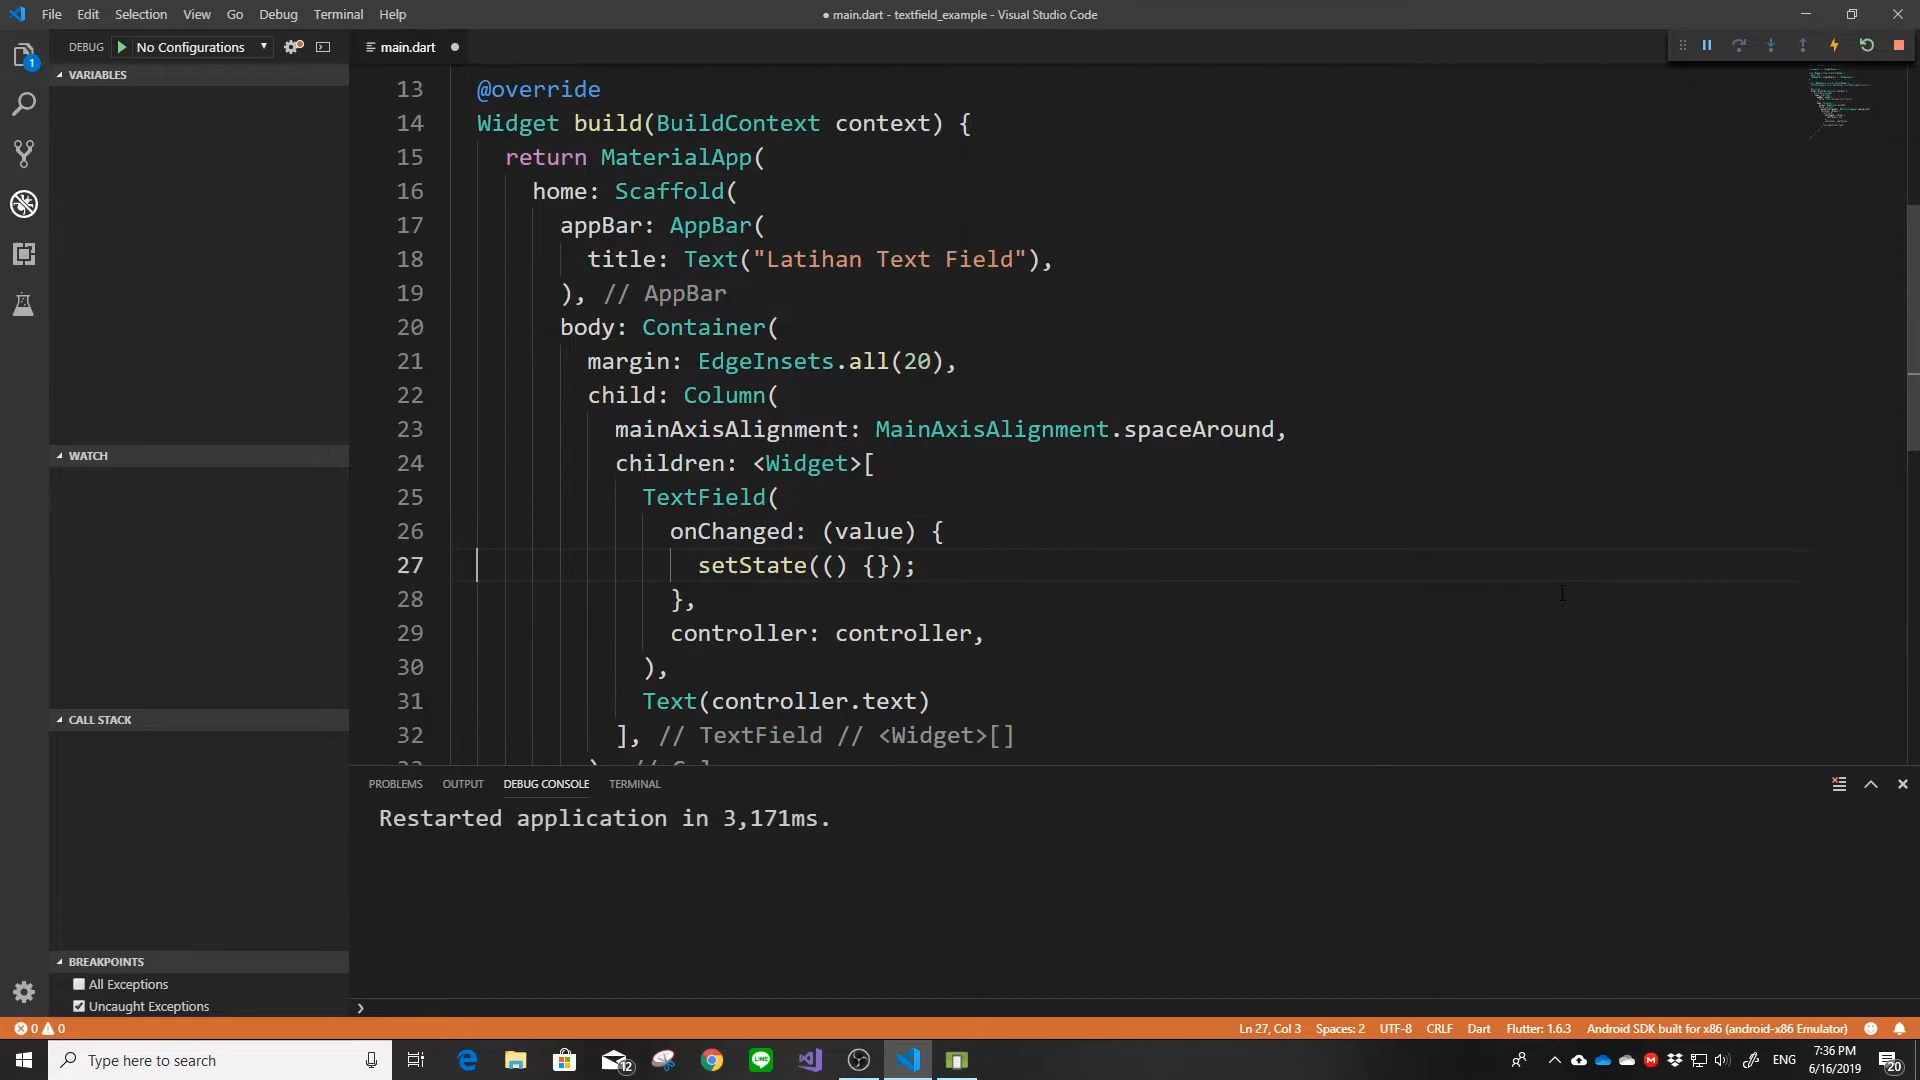 File Edit Selection View Go Debug Terminal Help
● main.dart - textfield_example - Visual Studio Code
DEBUG No Configurations
main.dart
VARIABLES
WATCH
CALL STACK
BREAKPOINTS
All Exceptions
Uncaught Exceptions
1
13 @override
14 Widget build(BuildContext context) {
15 return MaterialApp(
16 home: Scaffold(
17 appBar: AppBar(
18 title: Text("Latihan Text Field"),
19 ), // AppBar
20 body: Container(
21 margin: EdgeInsets.all(20),
22 child: Column(
23 mainAxisAlignment: MainAxisAlignment.spaceAround,
24 children: <Widget>[
25 TextField(
26 onChanged: (value) {
27 setState(() {});
28 },
29 controller: controller,
30 ),
31 Text(controller.text)
32 ], // TextField // <Widget>[]
PROBLEMS OUTPUT DEBUG CONSOLE TERMINAL
Restarted application in 3,171ms.
0 0
Ln 27, Col 3 Spaces: 2 UTF-8 CRLF Dart Flutter: 1.6.3 Android SDK built for x86 (android-x86 Emulator)
Type here to search
12
LINE
ENG
7:36 PM
6/16/2019
20